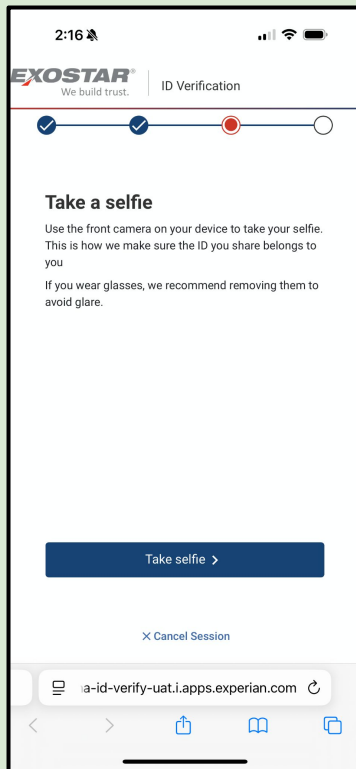 2:16
EXOSTAR®
We build trust.
ID Verification
Take a selfie
Use the front camera on your device to take your selfie.
This is how we make sure the ID you share belongs to
you
If you wear glasses, we recommend removing them to
avoid glare.
Take selfie
Cancel Session
a-id-verify-uat.i.apps.experian.com